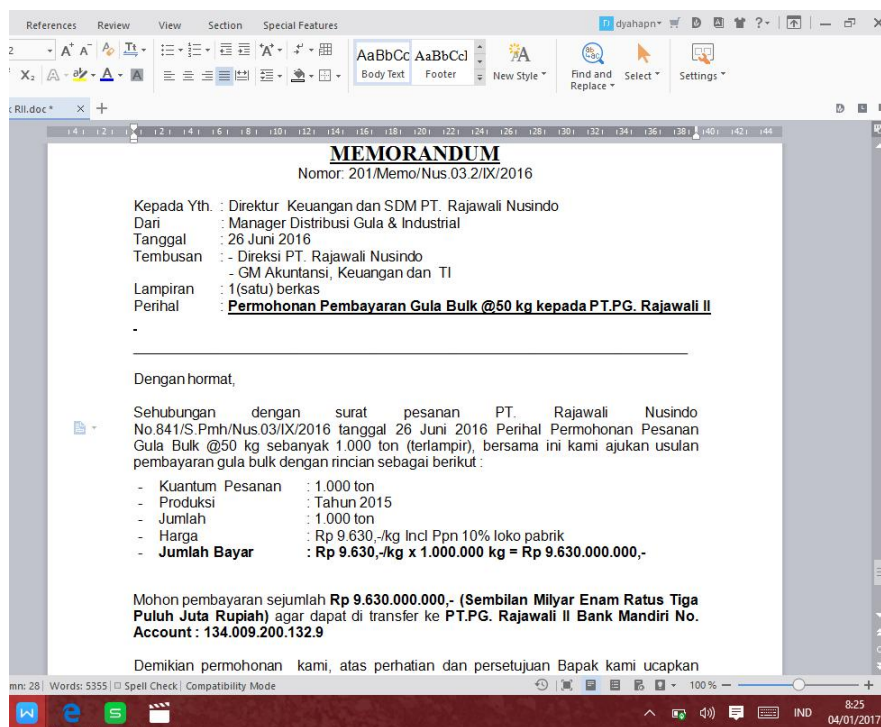 References Review View Section Special Features dyahapn
AaBbCc AaBbCcl
Body Text Footer New Style Find and Replace Select Settings
Ril.doc *
MEMORANDUM
Nomor: 201/Memo/Nus.03.2/IX/2016
Kepada Yth. : Direktur Keuangan dan SDM PT. Rajawali Nusindo
Dari : Manager Distribusi Gula & Industrial
Tanggal : 26 Juni 2016
Tembusan : - Direksi PT. Rajawali Nusindo
- GM Akuntansi, Keuangan dan TI
Lampiran : 1(satu) berkas
Perihal : Permohonan Pembayaran Gula Bulk @50 kg kepada PT.PG. Rajawali II
-
Dengan hormat,
Sehubungan dengan surat pesanan PT. Rajawali Nusindo
No.841/S.Pmh/Nus.03/IX/2016 tanggal 26 Juni 2016 Perihal Permohonan Pesanan
Gula Bulk @50 kg sebanyak 1.000 ton (terlampir), bersama ini kami ajukan usulan
pembayaran gula bulk dengan rincian sebagai berikut :
- Kuantum Pesanan : 1.000 ton
- Produksi : Tahun 2015
- Jumlah : 1.000 ton
- Harga : Rp 9.630,-/kg Incl Ppn 10% loko pabrik
- Jumlah Bayar : Rp 9.630,-/kg x 1.000.000 kg = Rp 9.630.000.000,-
Mohon pembayaran sejumlah Rp 9.630.000.000,- (Sembilan Milyar Enam Ratus Tiga
Puluh Juta Rupiah) agar dapat di transfer ke PT.PG. Rajawali II Bank Mandiri No.
Account : 134.009.200.132.9
Demikian permohonan kami, atas perhatian dan persetujuan Bapak kami ucapkan
mn: 28 Words: 5355 Spell Check Compatibility Mode 100 %
IND 8:25
04/01/2017